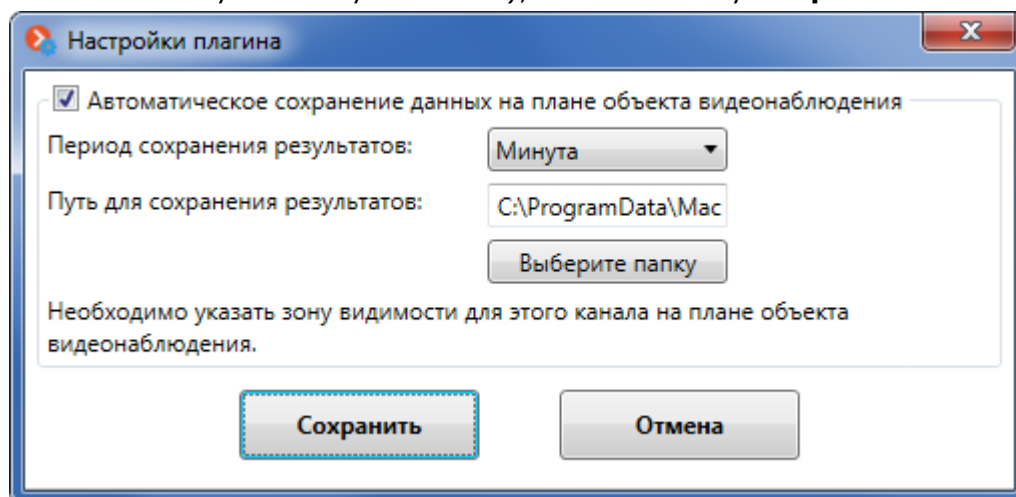 Настройки плагина
Автоматическое сохранение данных на плане объекта видеонаблюдения
Период сохранения результатов: Минута
Путь для сохранения результатов: C:\ProgramData\Mac
Выберите папку
Необходимо указать зону видимости для этого канала на плане объекта
видеонаблюдения.
Сохранить Отмена